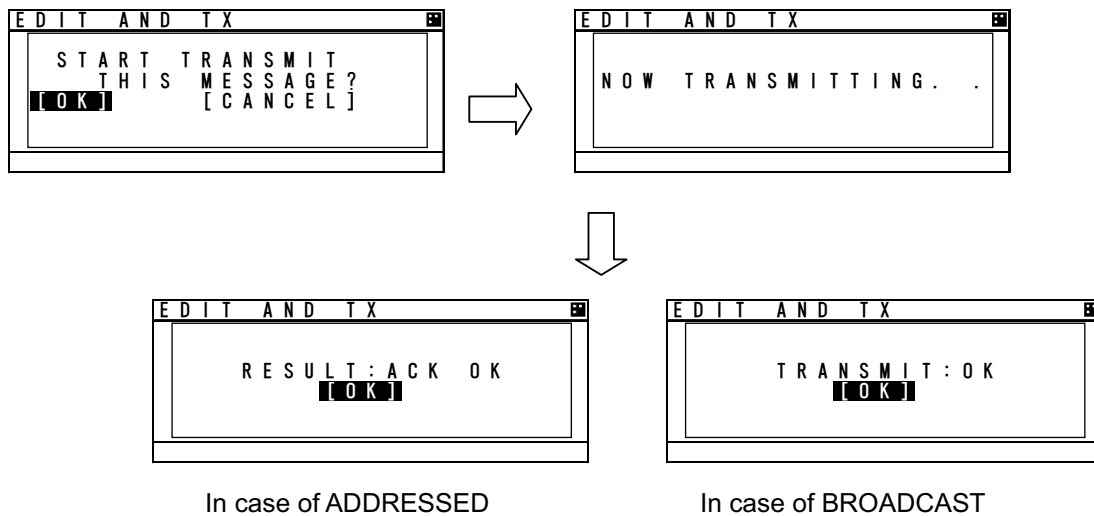 EDIT AND TX
START TRANSMIT
THIS MESSAGE?
[OK] [CANCEL]
EDIT AND TX
NOW TRANSMITTING. .
EDIT AND TX
RESULT:ACK OK
[OK]
In case of ADDRESSED
EDIT AND TX
TRANSMIT:OK
[OK]
In case of BROADCAST